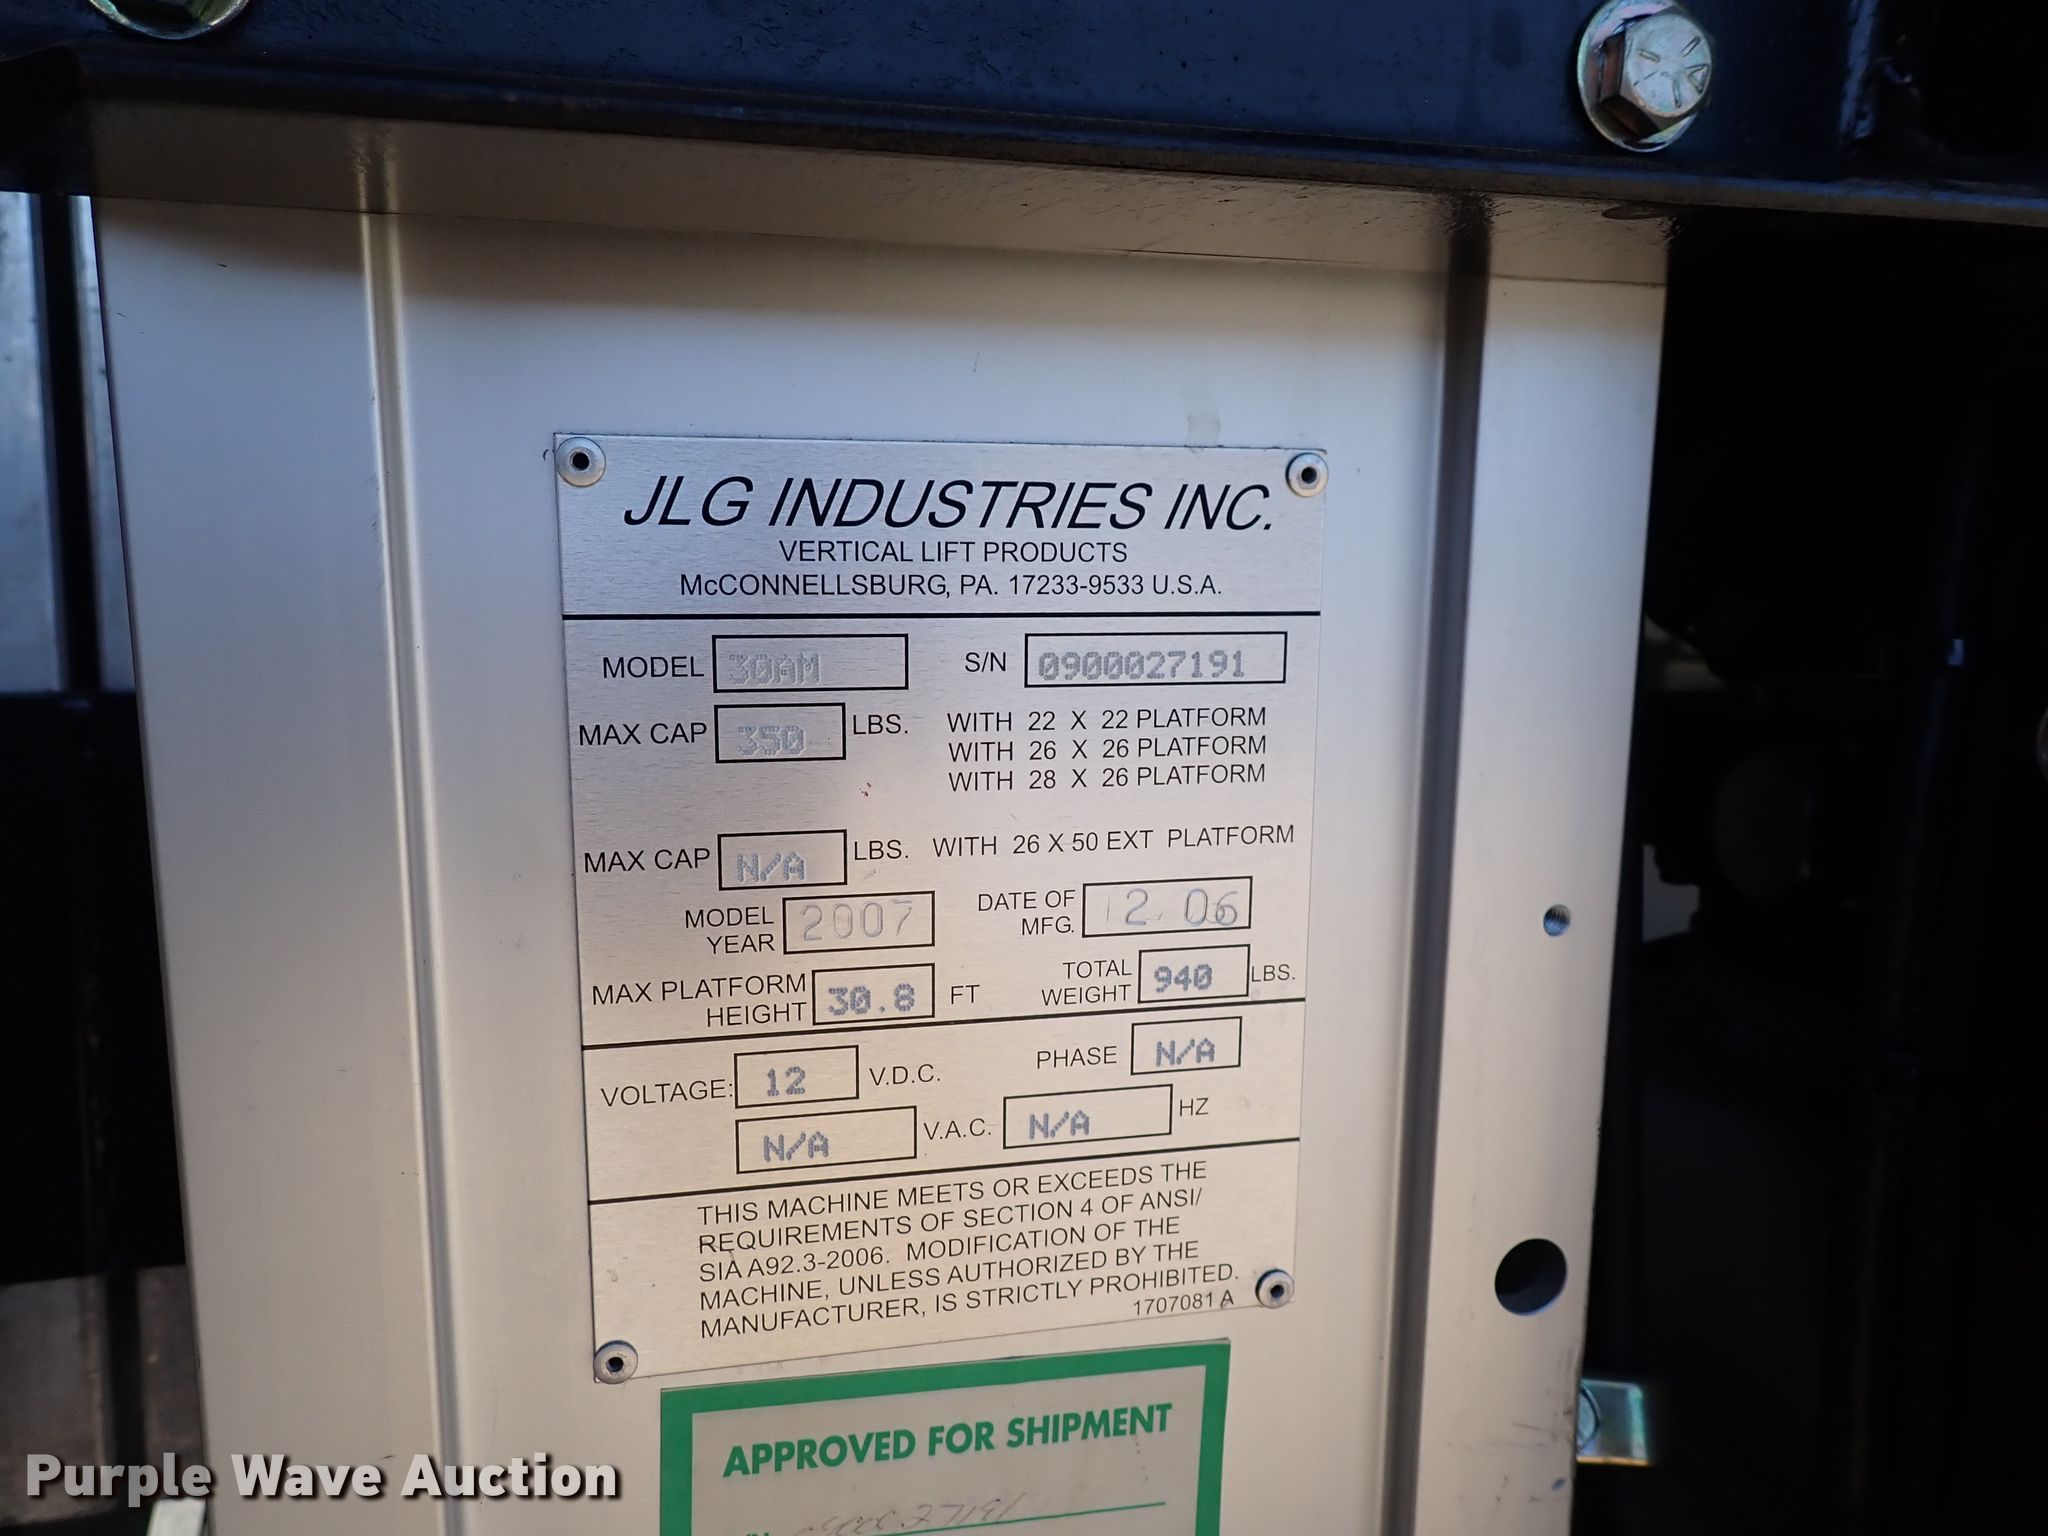 JLG INDUSTRIES INC.
VERTICAL LIFT PRODUCTS
McCONNELLSBURG, PA. 17233-9533 U.S.A.
MODEL 30AM S/N 0900027191
MAX CAP 350 LBS. WITH 22 X 22 PLATFORM
WITH 26 X 26 PLATFORM
WITH 28 X 26 PLATFORM
MAX CAP N/A LBS. WITH 26 X 50 EXT PLATFORM
MODEL YEAR 2007 DATE OF MFG. 12 06
MAX PLATFORM HEIGHT 30.8 FT TOTAL WEIGHT 940 LBS.
VOLTAGE: 12 V.D.C. PHASE N/A
N/A V.A.C. N/A HZ
THIS MACHINE MEETS OR EXCEEDS THE
REQUIREMENTS OF SECTION 4 OF ANSI/
SIA A92.3-2006. MODIFICATION OF THE
MACHINE, UNLESS AUTHORIZED BY THE
MANUFACTURER, IS STRICTLY PROHIBITED.
1707081 A
APPROVED FOR SHIPMENT
Purple Wave Auction